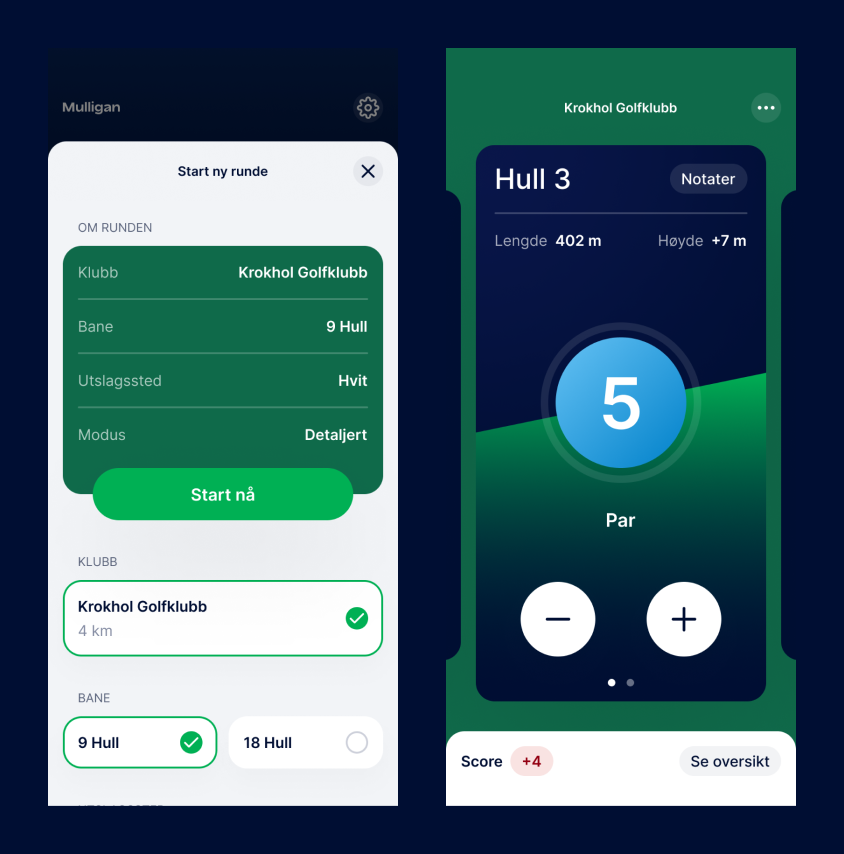 Mulligan
Start ny runde
OM RUNDEN
Klubb Krokhol Golfklubb
Bane 9 Hull
Utslagssted Hvit
Modus Detaljert
Start nå
KLUBB
Krokhol Golfklubb
4 km
BANE
9 Hull 18 Hull
Krokhol Golfklubb
Hull 3 Notater
Lengde 402 m Høyde +7 m
5
Par
Score +4 Se oversikt